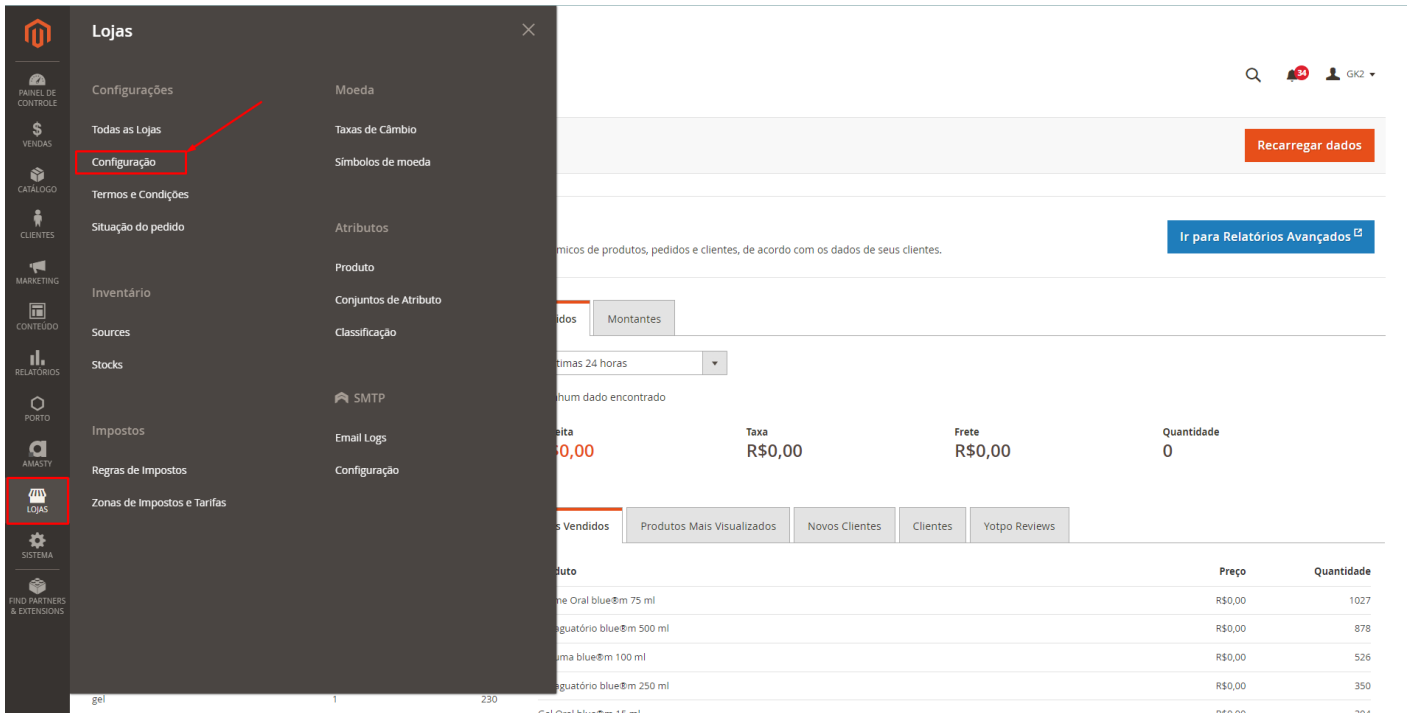 PAINEL DE
CONTROLE
VENDAS
CATÁLOGO
CLIENTES
MARKETING
CONTEÚDO
RELATÓRIOS
PORTO
AMASTY
LOJAS
SISTEMA
FIND PARTNERS
& EXTENSIONS
Lojas
Configurações
Todas as Lojas
Configuração
Termos e Condições
Situação do pedido
Inventário
Sources
Stocks
Impostos
Regras de Impostos
Zonas de Impostos e Tarifas
Moeda
Taxas de Câmbio
Símbolos de moeda
Atributos
Produto
Conjuntos de Atributo
Classificação
SMTP
Email Logs
Configuração
34 GK2
Recarregar dados
micos de produtos, pedidos e clientes, de acordo com os dados de seus clientes.
Ir para Relatórios Avançados
idos Montantes
timas 24 horas
hum dado encontrado
eita Taxa Frete Quantidade
$0,00 R$0,00 R$0,00 0
s Vendidos Produtos Mais Visualizados Novos Clientes Clientes Yotpo Reviews
duto Preço Quantidade
ne Oral blue®m 75 ml R$0,00 1027
aguatório blue®m 500 ml R$0,00 878
uma blue®m 100 ml R$0,00 526
aguatório blue®m 250 ml R$0,00 350
gel 1 230